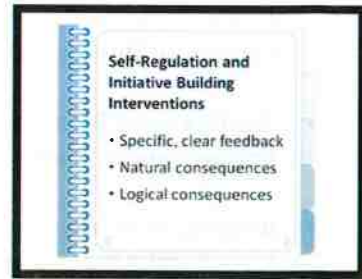 Self-Regulation and
Initiative Building
Interventions
• Specific, clear feedback
• Natural consequences
• Logical consequences